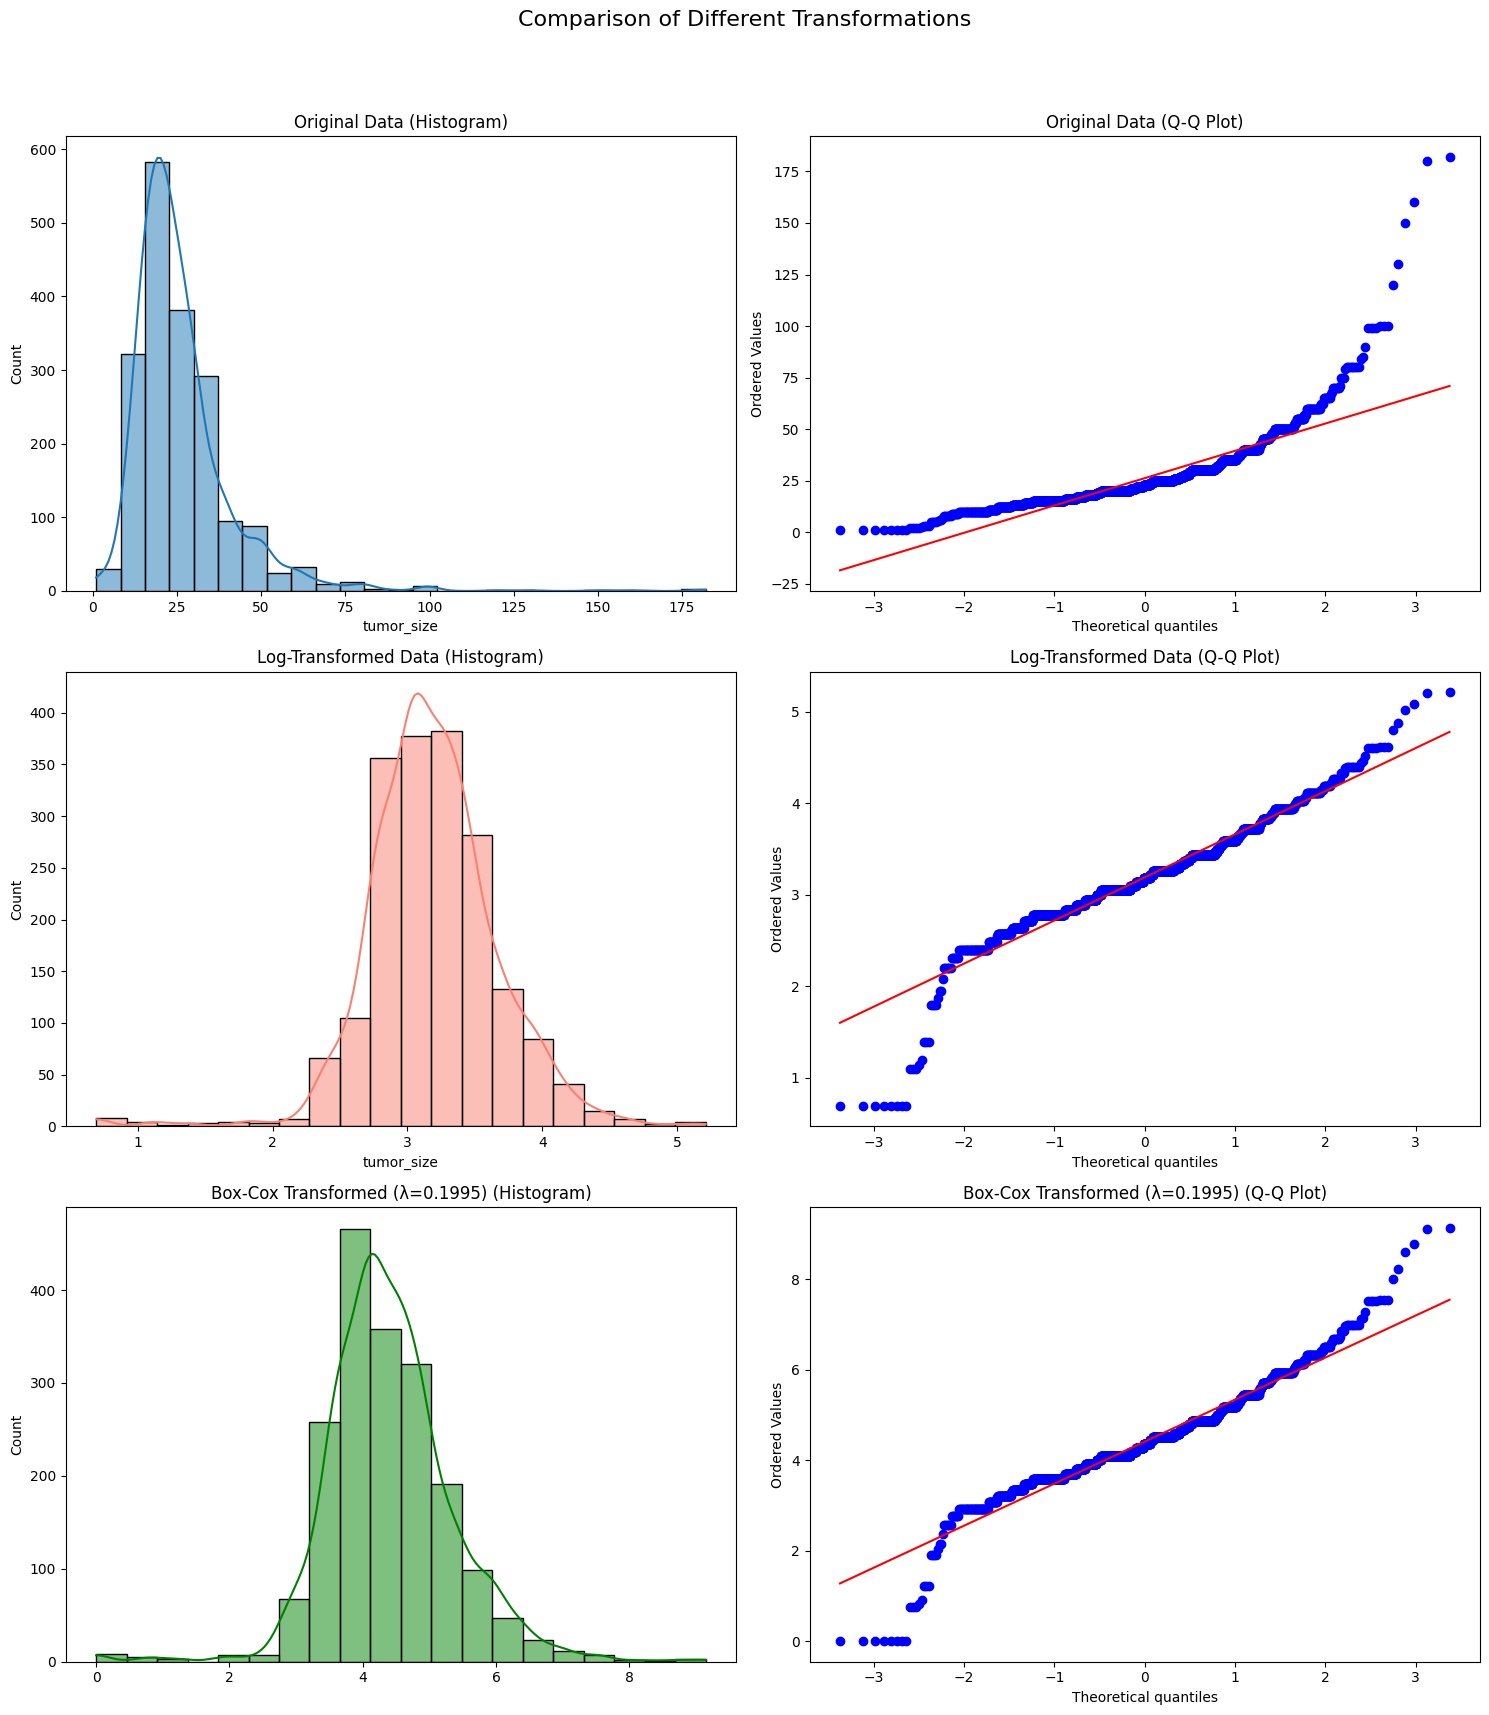 Comparison of Different Transformations
Original Data (Histogram)
600
500
400
300
200
100
0
Count
0 25 50 75 100 125 150 175
tumor_size
Original Data (Q-Q Plot)
175
150
125
100
75
50
25
0
−25
Ordered Values
−3 −2 −1 0 1 2 3
Theoretical quantiles
Log-Transformed Data (Histogram)
400
350
300
250
200
150
100
50
0
Count
1 2 3 4 5
tumor_size
Log-Transformed Data (Q-Q Plot)
5
4
3
2
1
Ordered Values
−3 −2 −1 0 1 2 3
Theoretical quantiles
Box-Cox Transformed (λ=0.1995) (Histogram)
400
300
200
100
0
Count
0 2 4 6 8
Box-Cox Transformed (λ=0.1995) (Q-Q Plot)
8
6
4
2
0
Ordered Values
−3 −2 −1 0 1 2 3
Theoretical quantiles